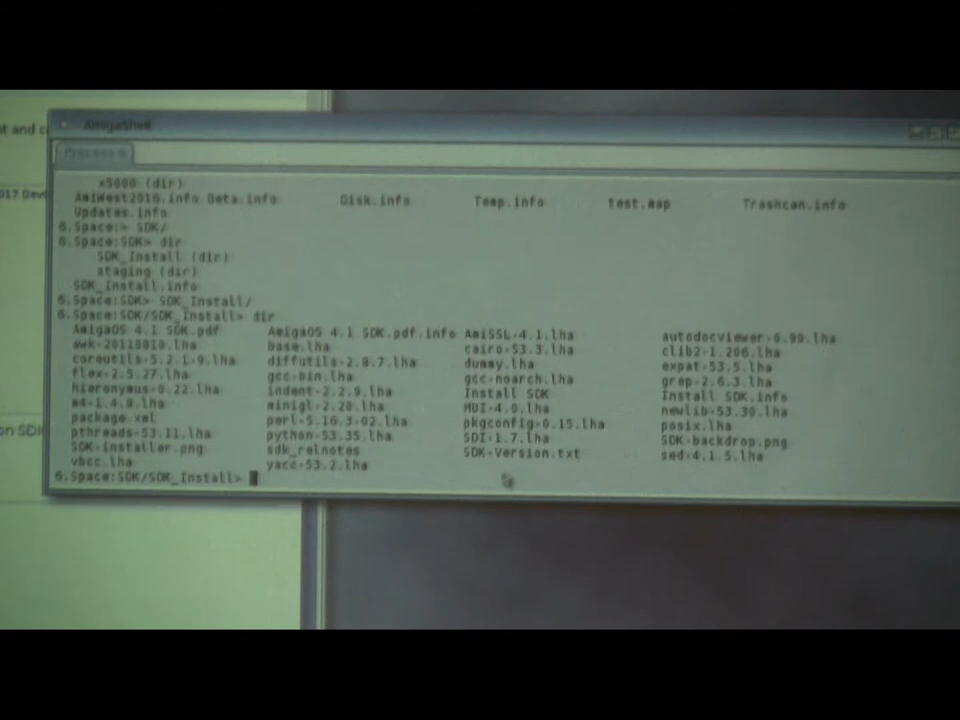 AmigaShell
Process 6
x5000 (dir)
AmiWest2016.info Beta.info Disk.info Temp.info test.map Trashcan.info
Updates.info
6.Space:> SDK/
6.Space:SDK> dir
SDK_Install (dir)
staging (dir)
SDK_Install.info
6.Space:SDK> SDK_Install/
6.Space:SDK/SDK_Install> dir
AmigaOS 4.1 SDK.pdf AmigaOS 4.1 SDK.pdf.info AmiSSL-4.1.lha autodocviewer-0.99.lha
awk-20110810.lha base.lha cairo-53.3.lha clib2-1.206.lha
coreutils-5.2.1-9.lha diffutils-2.8.7.lha dummy.lha expat-53.5.lha
flex-2.5.27.lha gcc-bin.lha gcc-noarch.lha grep-2.6.3.lha
hieronymus-0.22.lha indent-2.2.9.lha Install SDK Install SDK.info
m4-1.4.8.lha minigl-2.20.lha MUI-4.0.lha newlib-53.30.lha
package.xml perl-5.16.3-02.lha pkgconfig-0.15.lha posix.lha
pthreads-53.11.lha python-53.35.lha SDI-1.7.lha SDK-backdrop.png
SDK-installer.png sdk_relnotes SDK-Version.txt sed-4.1.5.lha
vbcc.lha yacc-53.2.lha
6.Space:SDK/SDK_Install>